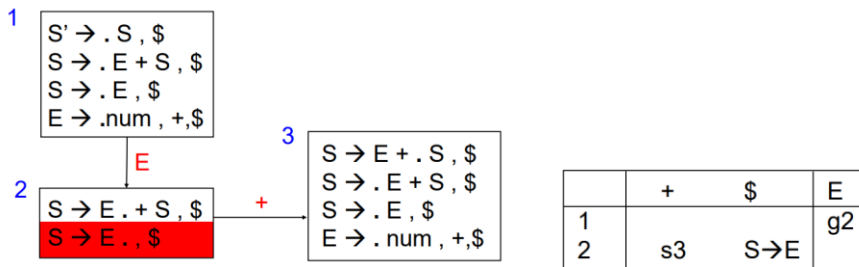 1
S’ → . S , $
S → . E + S , $
S → . E , $
E → .num , +,$
E
2
S → E . + S , $
S → E . , $
+
3
S → E + . S , $
S → . E + S , $
S → . E , $
E → . num , +,$
+ $ E
1 g2
2 s3 S→E